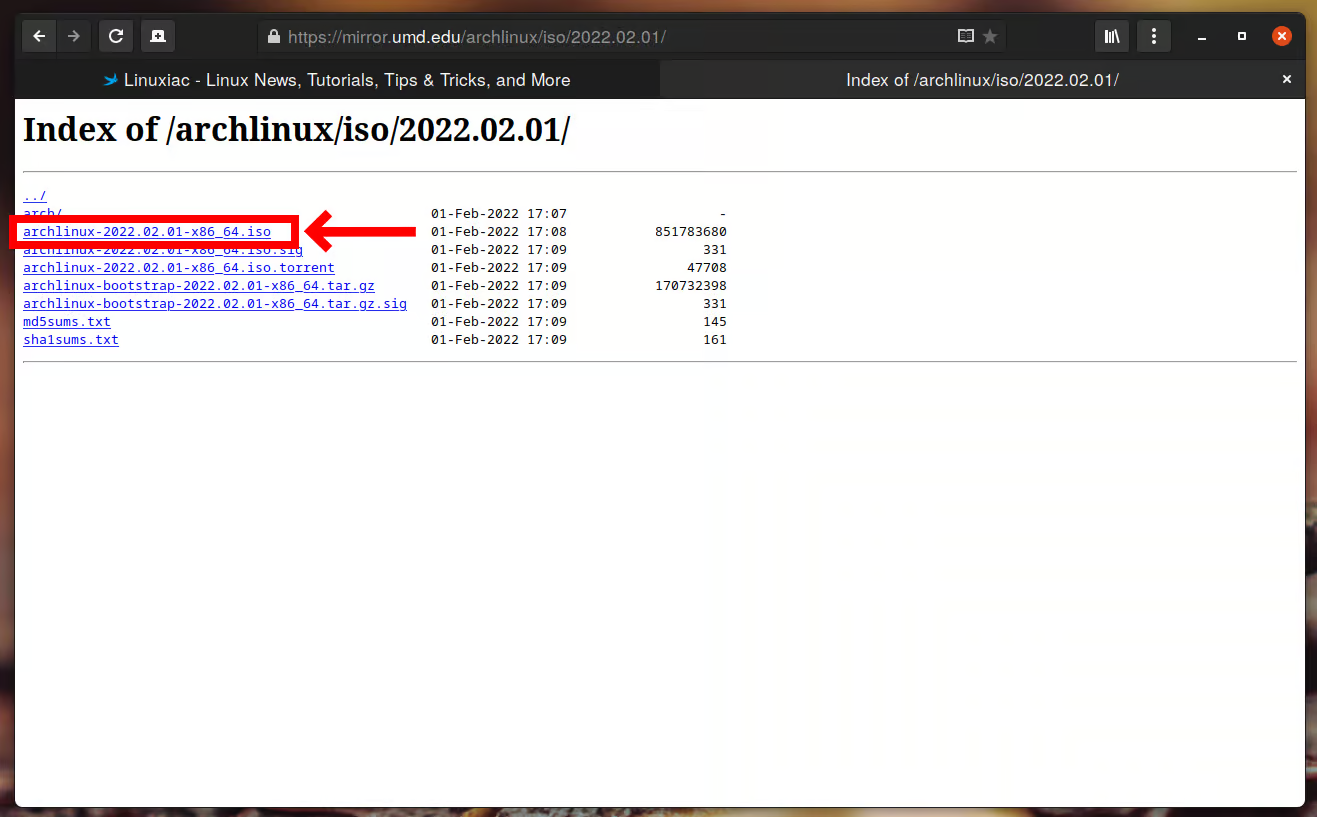 https://mirror.umd.edu/archlinux/iso/2022.02.01/
Linuxiac - Linux News, Tutorials, Tips & Tricks, and More
Index of /archlinux/iso/2022.02.01/
Index of /archlinux/iso/2022.02.01/
../
arch/ 01-Feb-2022 17:07 -
archlinux-2022.02.01-x86_64.iso 01-Feb-2022 17:08 851783680
archlinux-2022.02.01-x86_64.iso.sig 01-Feb-2022 17:09 331
archlinux-2022.02.01-x86_64.iso.torrent 01-Feb-2022 17:09 47708
archlinux-bootstrap-2022.02.01-x86_64.tar.gz 01-Feb-2022 17:09 170732398
archlinux-bootstrap-2022.02.01-x86_64.tar.gz.sig 01-Feb-2022 17:09 331
md5sums.txt 01-Feb-2022 17:09 145
sha1sums.txt 01-Feb-2022 17:09 161